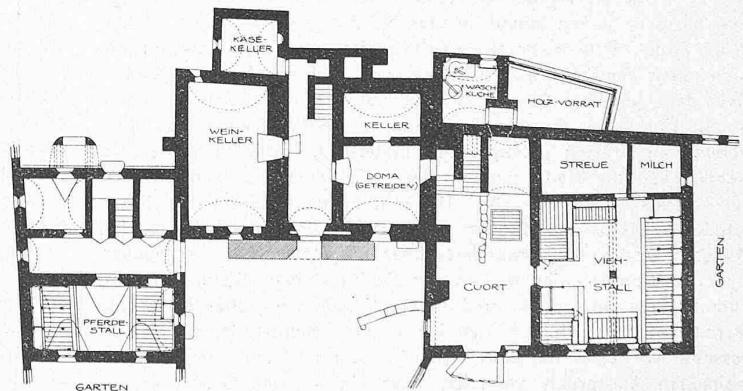 KÄSE-
KELLER
WEIN-
KELLER
KELLER
DOMA
(GETREIDEV.)
WASCH
KÜCHE
HOLZ-VORRAT
STREUE
MILCH
VIEH-
STALL
CUORT
GARTEN
PFERDE-
STALL
GARTEN